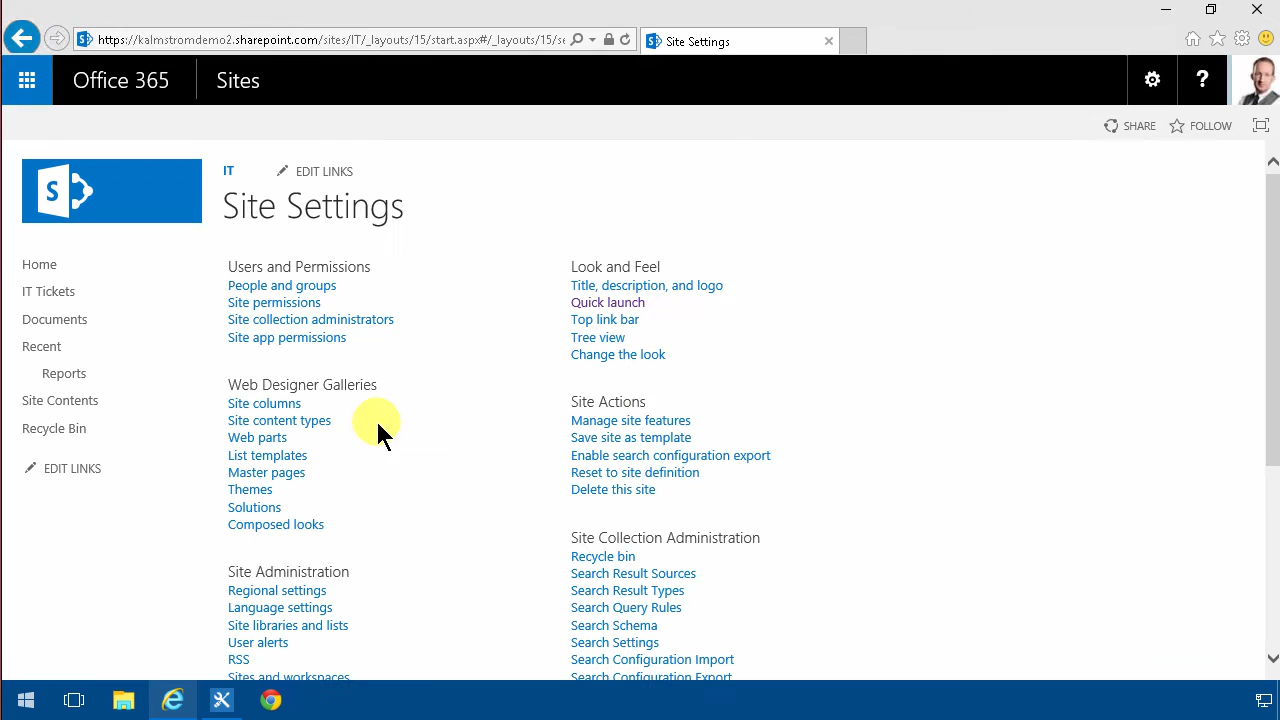 https://kalmstromdemo2.sharepoint.com/sites/IT/_layouts/15/start.aspx#/_layouts/15/se
Site Settings
Office 365
Sites
?
SHARE
FOLLOW
S
IT
EDIT LINKS
Site Settings
Home
IT Tickets
Documents
Recent
Reports
Site Contents
Recycle Bin
EDIT LINKS
Users and Permissions
People and groups
Site permissions
Site collection administrators
Site app permissions
Web Designer Galleries
Site columns
Site content types
Web parts
List templates
Master pages
Themes
Solutions
Composed looks
Site Administration
Regional settings
Language settings
Site libraries and lists
User alerts
RSS
Sites and workspaces
Look and Feel
Title, description, and logo
Quick launch
Top link bar
Tree view
Change the look
Site Actions
Manage site features
Save site as template
Enable search configuration export
Reset to site definition
Delete this site
Site Collection Administration
Recycle bin
Search Result Sources
Search Result Types
Search Query Rules
Search Schema
Search Settings
Search Configuration Import
Search Configuration Export